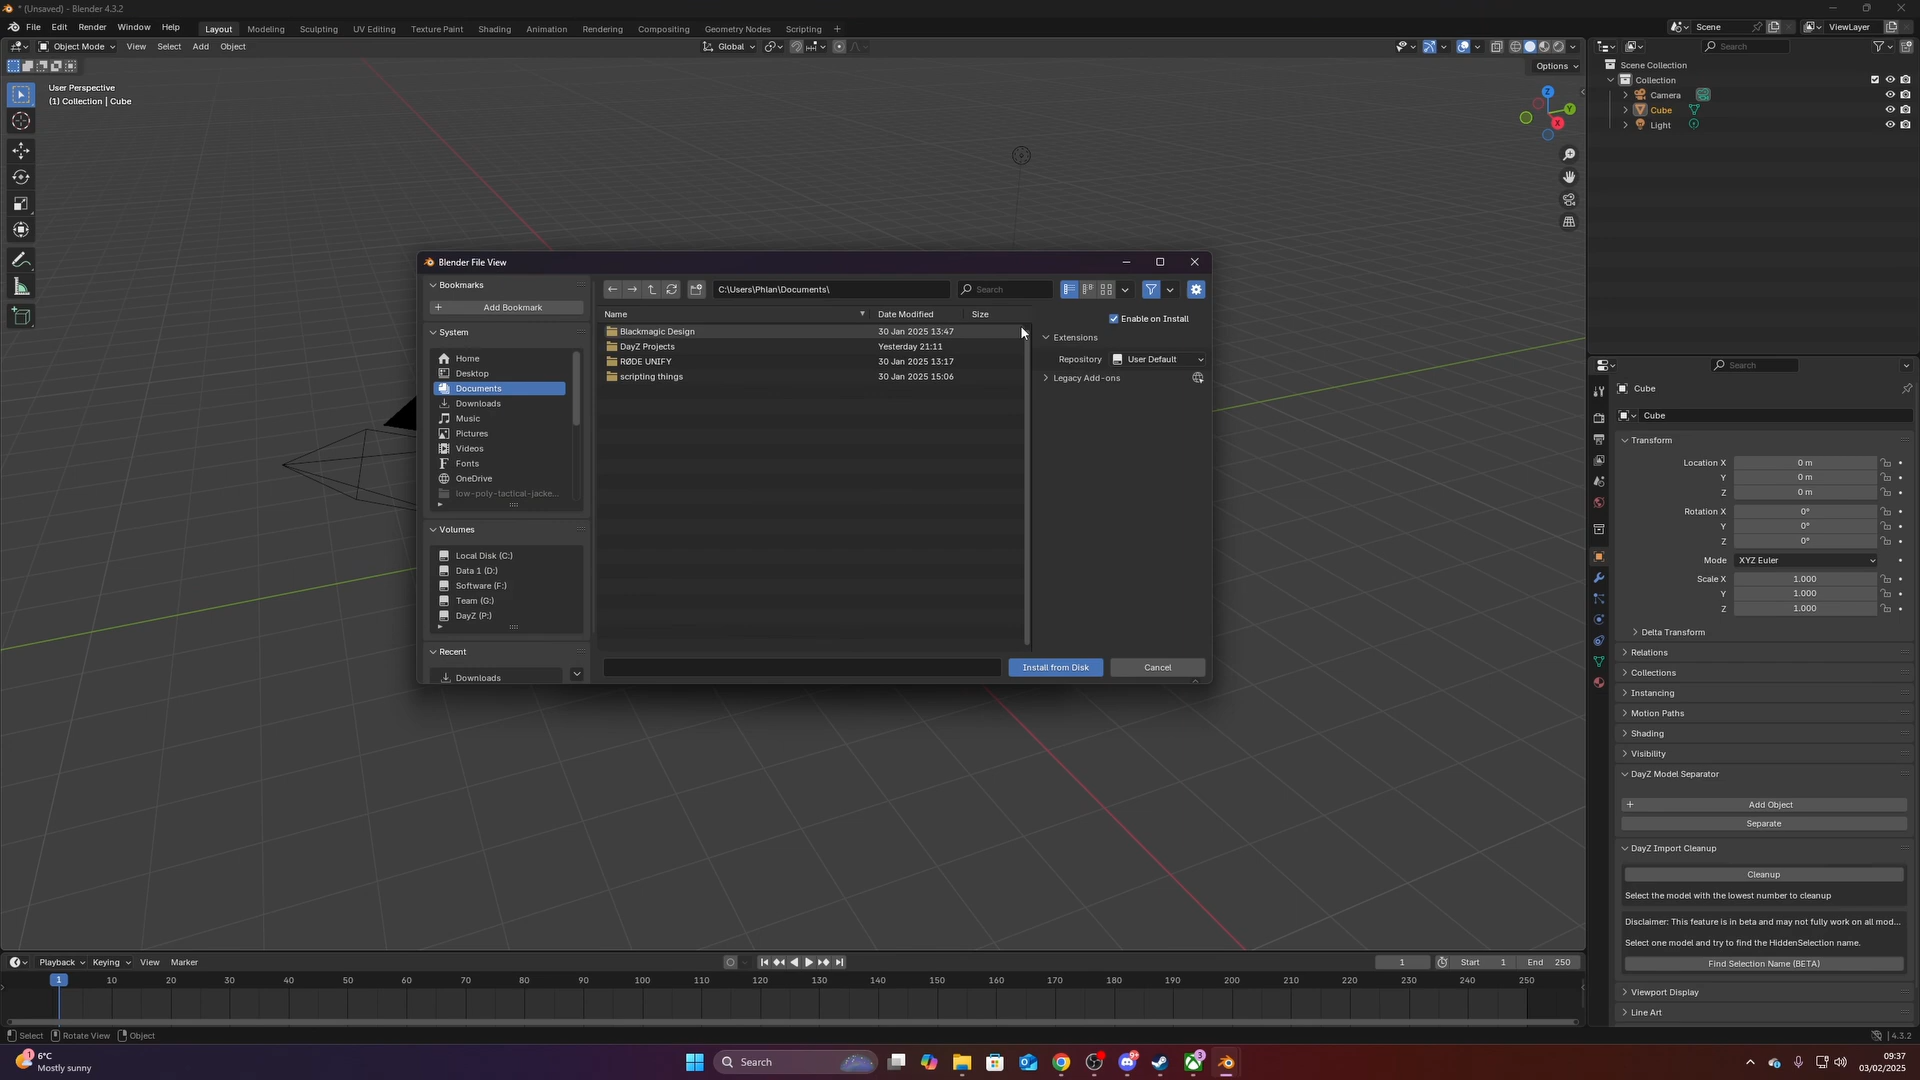 * (Unsaved) - Blender 4.3.2
File Edit Render Window Help Layout Modeling Sculpting UV Editing Texture Paint Shading Animation Rendering Compositing Geometry Nodes Scripting + Scene ViewLayer
Object Mode View Select Add Object Global Search
Options
User Perspective
(1) Collection | Cube
Z
Y
X
Scene Collection
Collection
Camera
Cube
Light
Blender File View
Bookmarks
+ Add Bookmark
System
Home
Desktop
Documents
Downloads
Music
Pictures
Videos
Fonts
OneDrive
low-poly-tactical-jacke...
Volumes
Local Disk (C:)
Data 1 (D:)
Software (F:)
Team (G:)
DayZ (P:)
Recent
Downloads
C:\Users\Phlan\Documents\ Search
Name Date Modified Size
Blackmagic Design 30 Jan 2025 13:47
DayZ Projects Yesterday 21:11
RØDE UNIFY 30 Jan 2025 13:17
scripting things 30 Jan 2025 15:06
Enable on Install
Extensions
Repository User Default
Legacy Add-ons
Install from Disk Cancel
Search
Cube
Cube
Transform
Location X 0 m
Y 0 m
Z 0 m
Rotation X 0°
Y 0°
Z 0°
Mode XYZ Euler
Scale X 1.000
Y 1.000
Z 1.000
Delta Transform
Relations
Collections
Instancing
Motion Paths
Shading
Visibility
DayZ Model Separator
+ Add Object
Separate
DayZ Import Cleanup
Cleanup
Select the model with the lowest number to cleanup
Disclaimer: This feature is in beta and may not fully work on all mod...
Select one model and try to find the HiddenSelection name.
Find Selection Name (BETA)
Viewport Display
Line Art
Playback Keying View Marker 1 Start 1 End 250
1 10 20 30 40 50 60 70 80 90 100 110 120 130 140 150 160 170 180 190 200 210 220 230 240 250
Select Rotate View Object 4.3.2
1
6°C
Mostly sunny
Search
3
09:37
03/02/2025